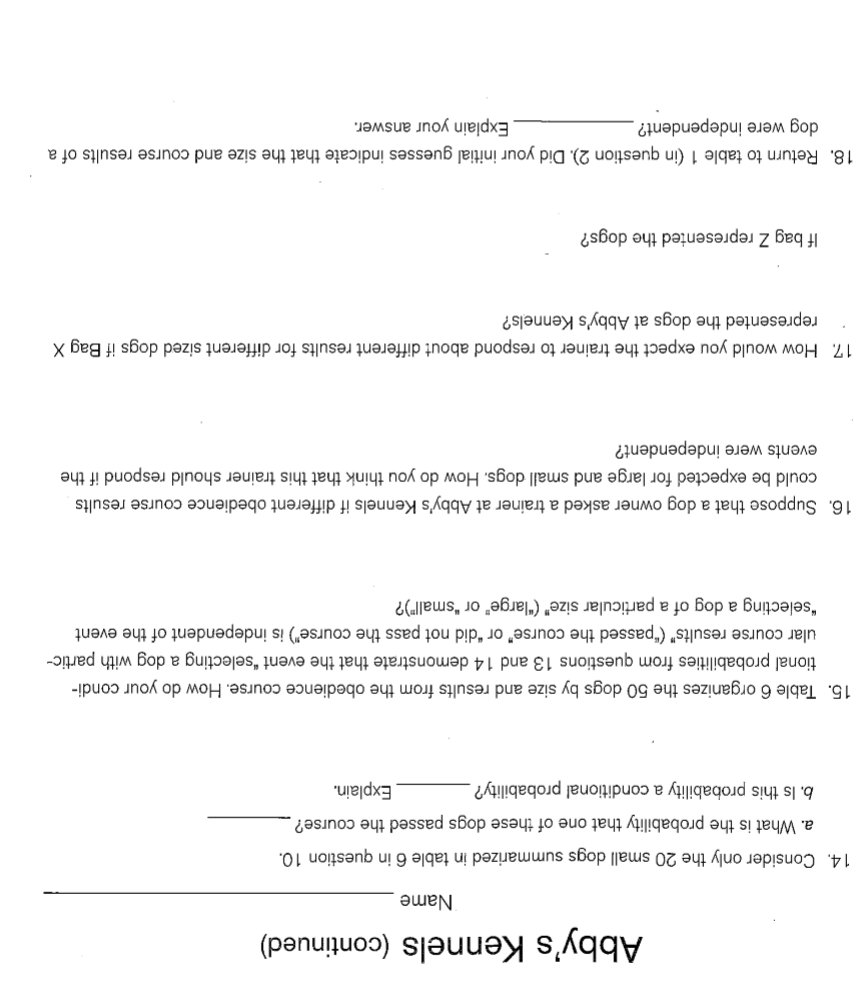 Abby's Kennels (continued)
Name
14. Consider only the 20 small dogs summarized in table 6 in question 10.
a. What is the probability that one of these dogs passed the course?
b. Is this probability a conditional probability? Explain.
15. Table 6 organizes the 50 dogs by size and results from the obedience course. How do your condi-
tional probabilities from questions 13 and 14 demonstrate that the event "selecting a dog with partic-
ular course results" ("passed the course" or "did not pass the course") is independent of the event
"selecting a dog of a particular size" ("large" or "small")?
16. Suppose that a dog owner asked a trainer at Abby's Kennels if different obedience course results
could be expected for large and small dogs. How do you think that this trainer should respond if the
events were independent?
17. How would you expect the trainer to respond about different results for different sized dogs if Bag X
represented the dogs at Abby's Kennels?
If bag Z represented the dogs?
18. Return to table 1 (in question 2). Did your initial guesses indicate that the size and course results of a
dog were independent? Explain your answer.